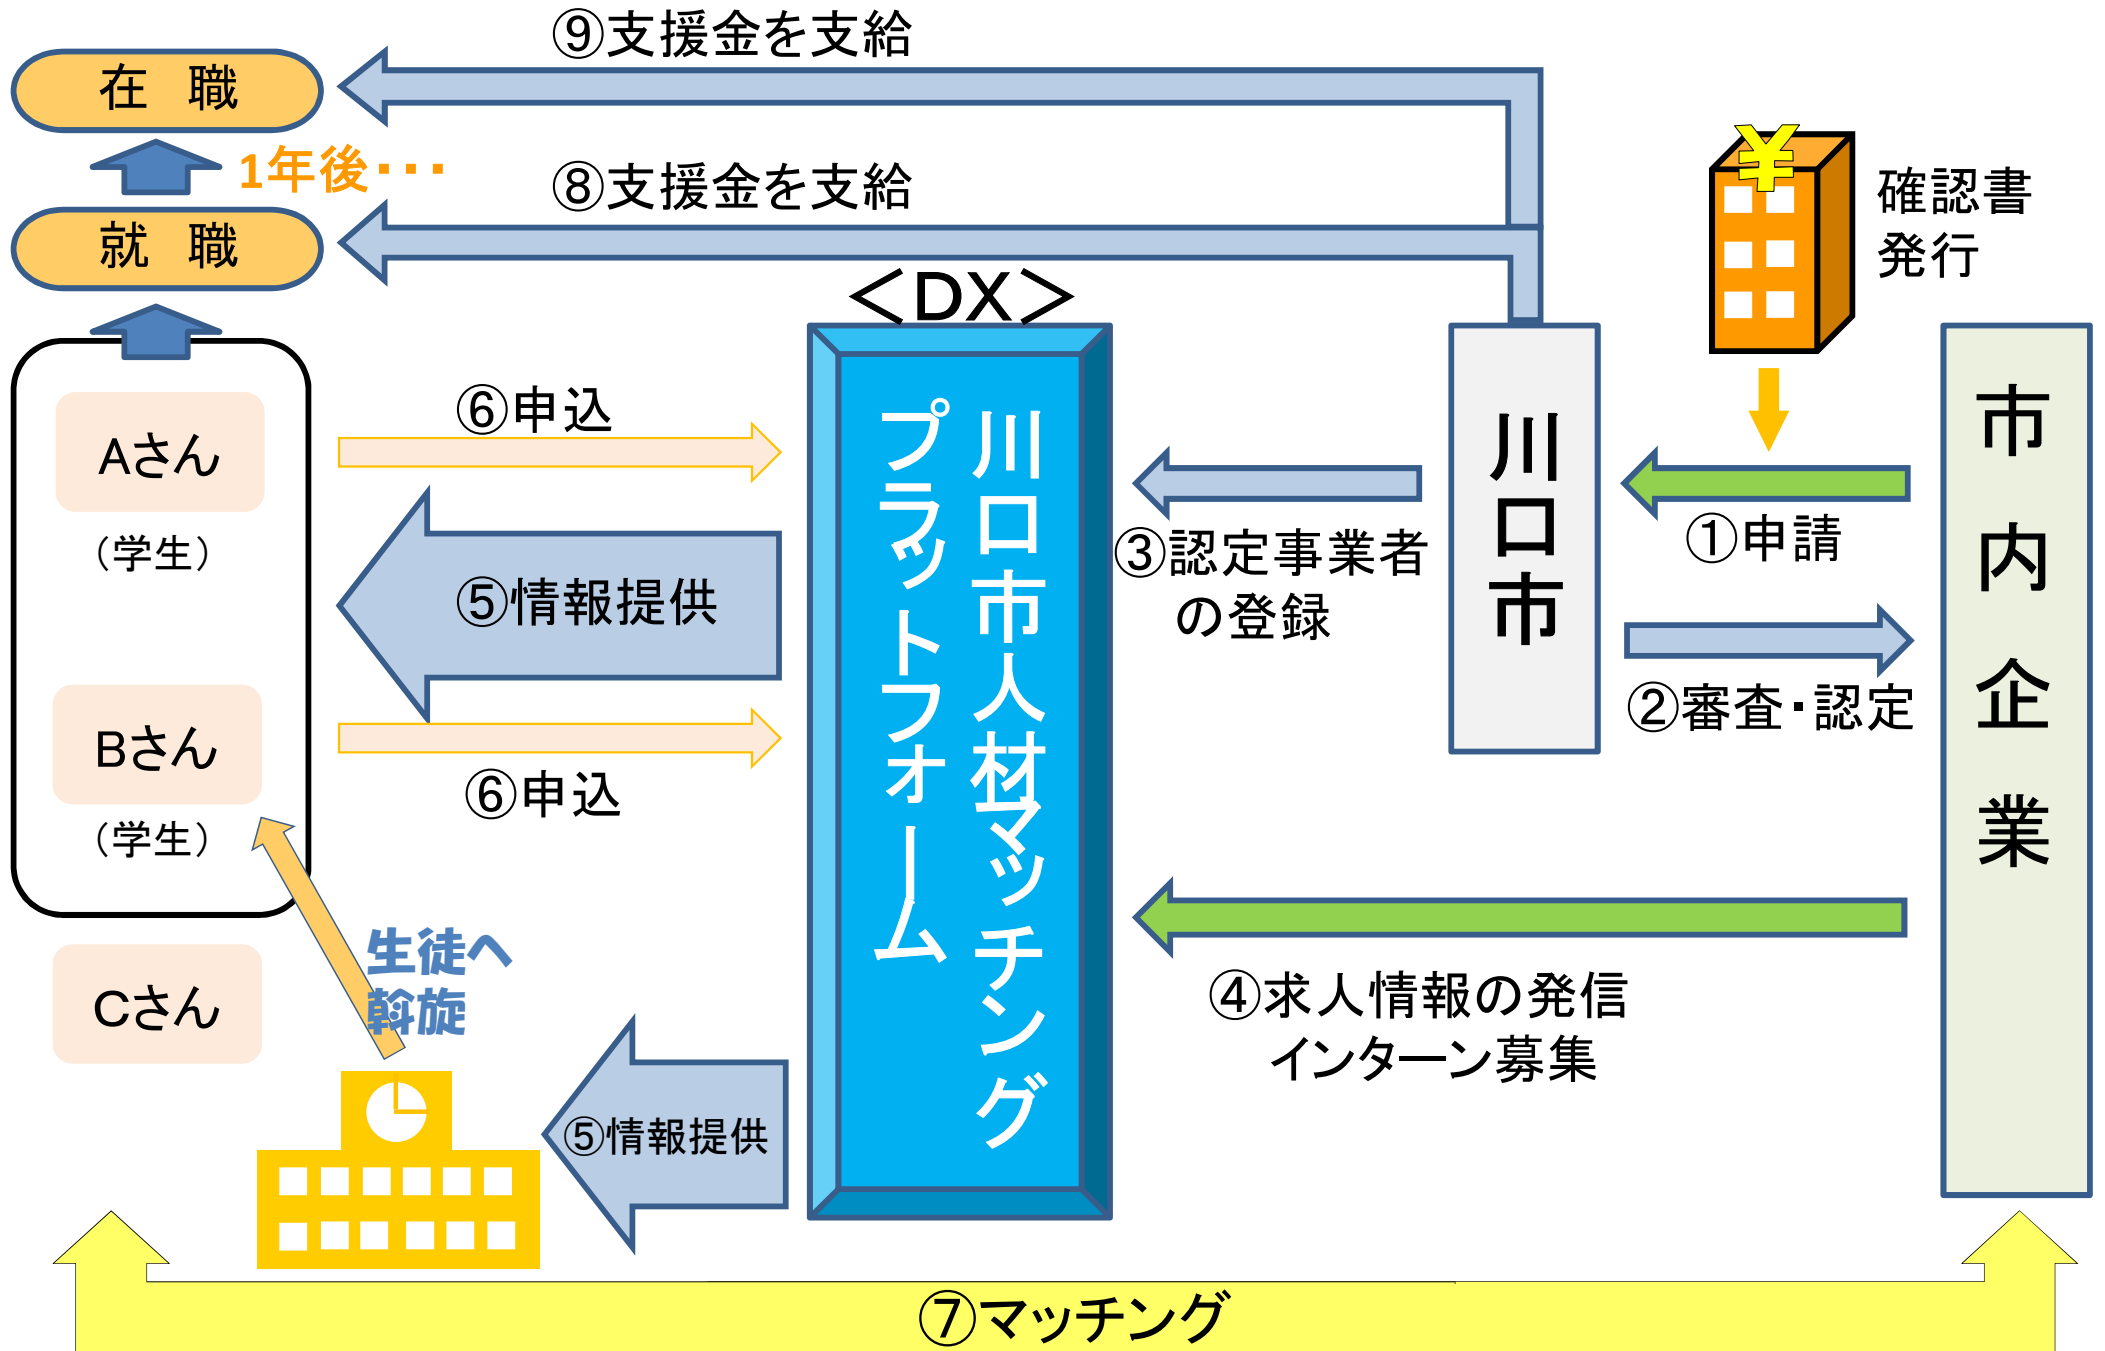 ⑨支援金を支給
在　職
1年後・・・
⑧支援金を支給
就　職
確認書
発行
＜DX＞
川口市人材マッチング
プラットフォーム
川口市
市内企業
Aさん
（学生）
⑥申込
⑤情報提供
Bさん
（学生）
⑥申込
③認定事業者
の登録
①申請
②審査・認定
生徒へ
斡旋
Cさん
④求人情報の発信
インターン募集
⑤情報提供
⑦マッチング
¥